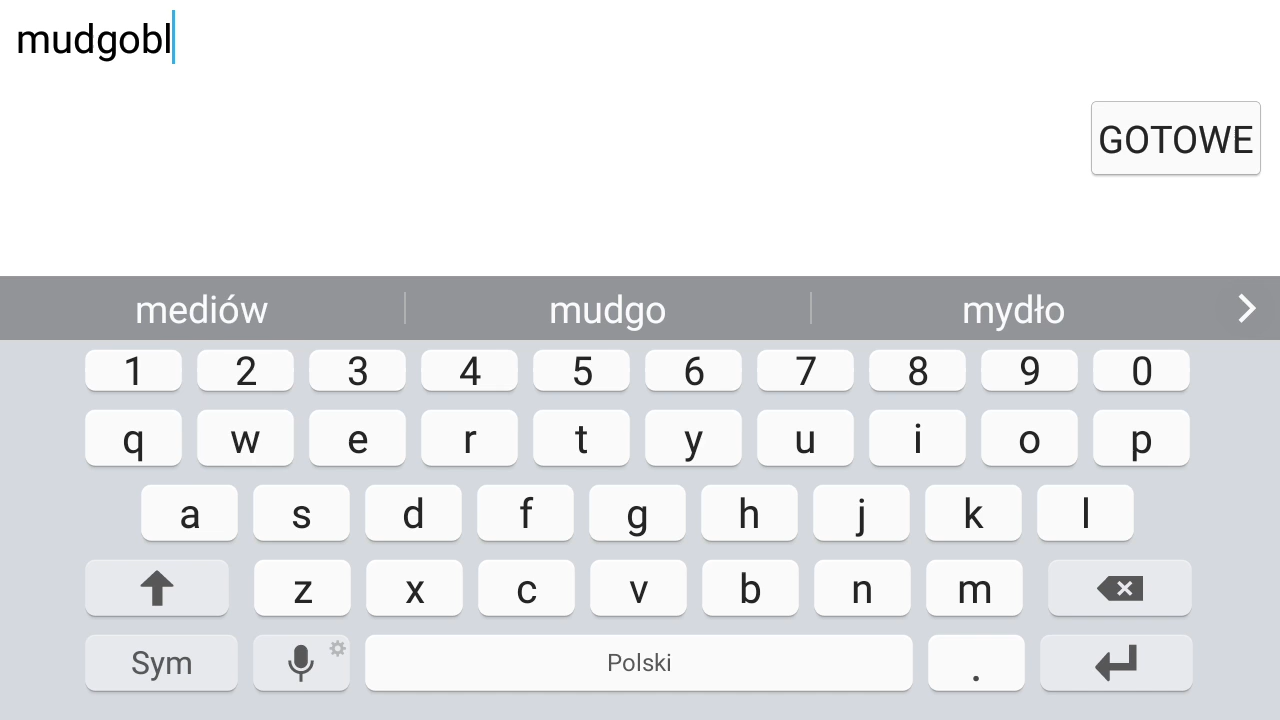 mudgobl
GOTOWE
mediów mudgo mydło
1 2 3 4 5 6 7 8 9 0
q w e r t y u i o p
a s d f g h j k l
z x c v b n m
Sym Polski .